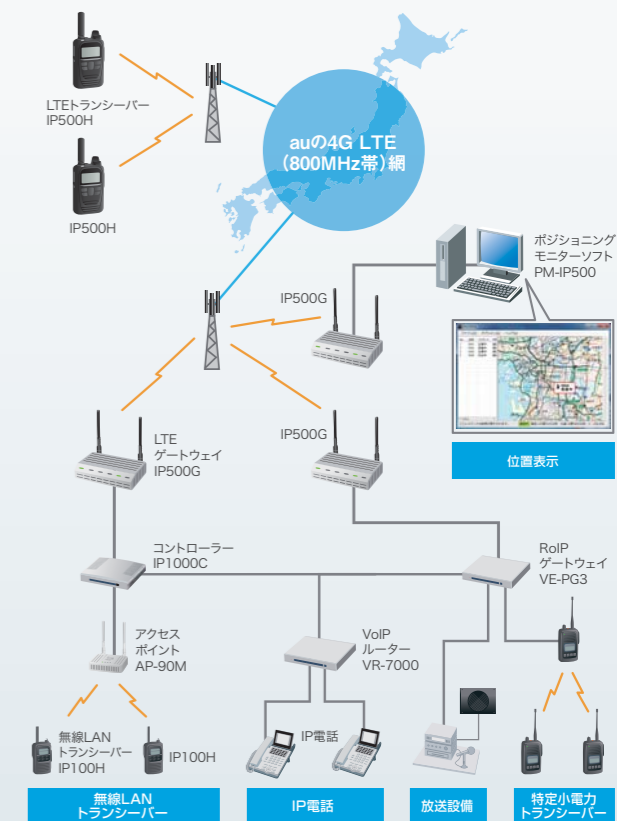 LTEトランシーバー
IP500H
IP500H
auの4G LTE
（800MHz帯）網
ポジショニング
モニターソフト
PM-IP500
IP500G
位置表示
LTE
ゲートウェイ
IP500G
IP500G
コントローラー
IP1000C
RoIP
ゲートウェイ
VE-PG3
アクセス
ポイント
AP-90M
VoIP
ルーター
VR-7000
無線LAN
トランシーバー
IP100H
IP100H
IP電話
無線LAN
トランシーバー
IP電話
放送設備
特定小電力
トランシーバー